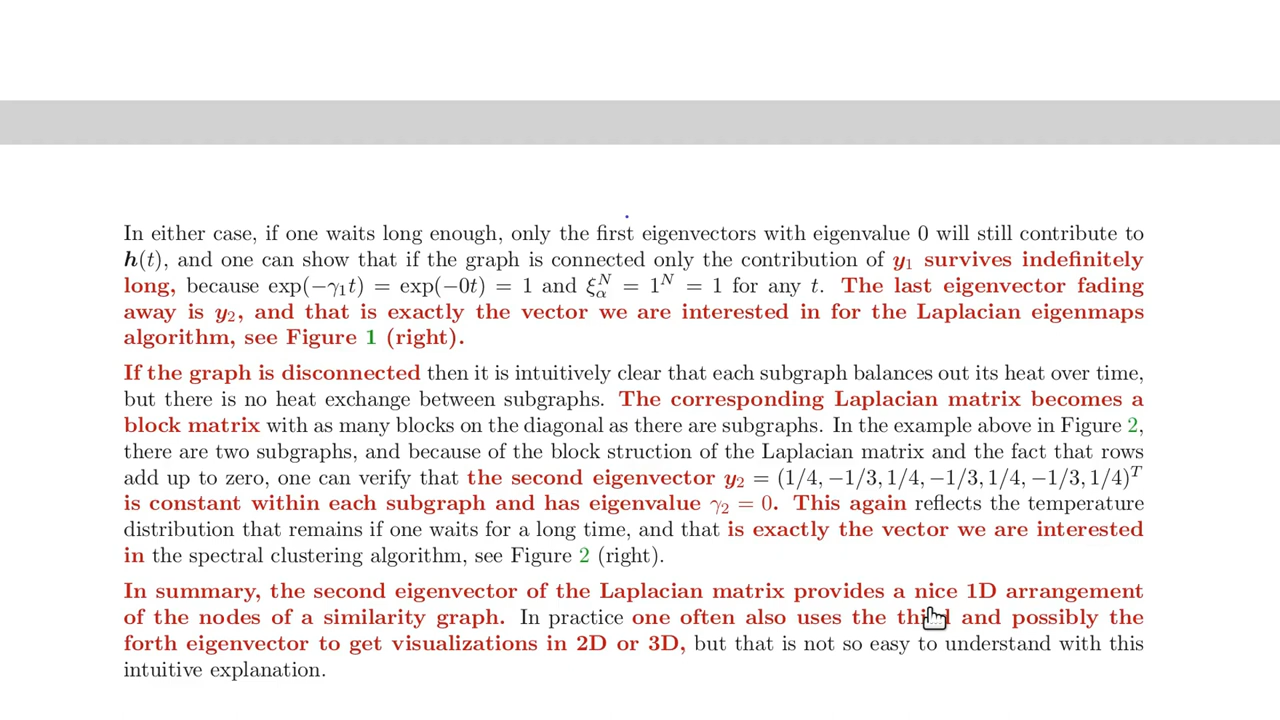 In either case, if one waits long enough, only the first eigenvectors with eigenvalue 0 will still contribute to
h(t), and one can show that if the graph is connected only the contribution of y₁ survives indefinitely
long, because exp(−γ₁t) = exp(−0t) = 1 and ξ_α^N = 1^N = 1 for any t. The last eigenvector fading
away is y₂, and that is exactly the vector we are interested in for the Laplacian eigenmaps
algorithm, see Figure 1 (right).
If the graph is disconnected then it is intuitively clear that each subgraph balances out its heat over time,
but there is no heat exchange between subgraphs. The corresponding Laplacian matrix becomes a
block matrix with as many blocks on the diagonal as there are subgraphs. In the example above in Figure 2,
there are two subgraphs, and because of the block struction of the Laplacian matrix and the fact that rows
add up to zero, one can verify that the second eigenvector y₂ = (1/4, −1/3, 1/4, −1/3, 1/4, −1/3, 1/4)^T
is constant within each subgraph and has eigenvalue γ₂ = 0. This again reflects the temperature
distribution that remains if one waits for a long time, and that is exactly the vector we are interested
in the spectral clustering algorithm, see Figure 2 (right).
In summary, the second eigenvector of the Laplacian matrix provides a nice 1D arrangement
of the nodes of a similarity graph. In practice one often also uses the third and possibly the
forth eigenvector to get visualizations in 2D or 3D, but that is not so easy to understand with this
intuitive explanation.